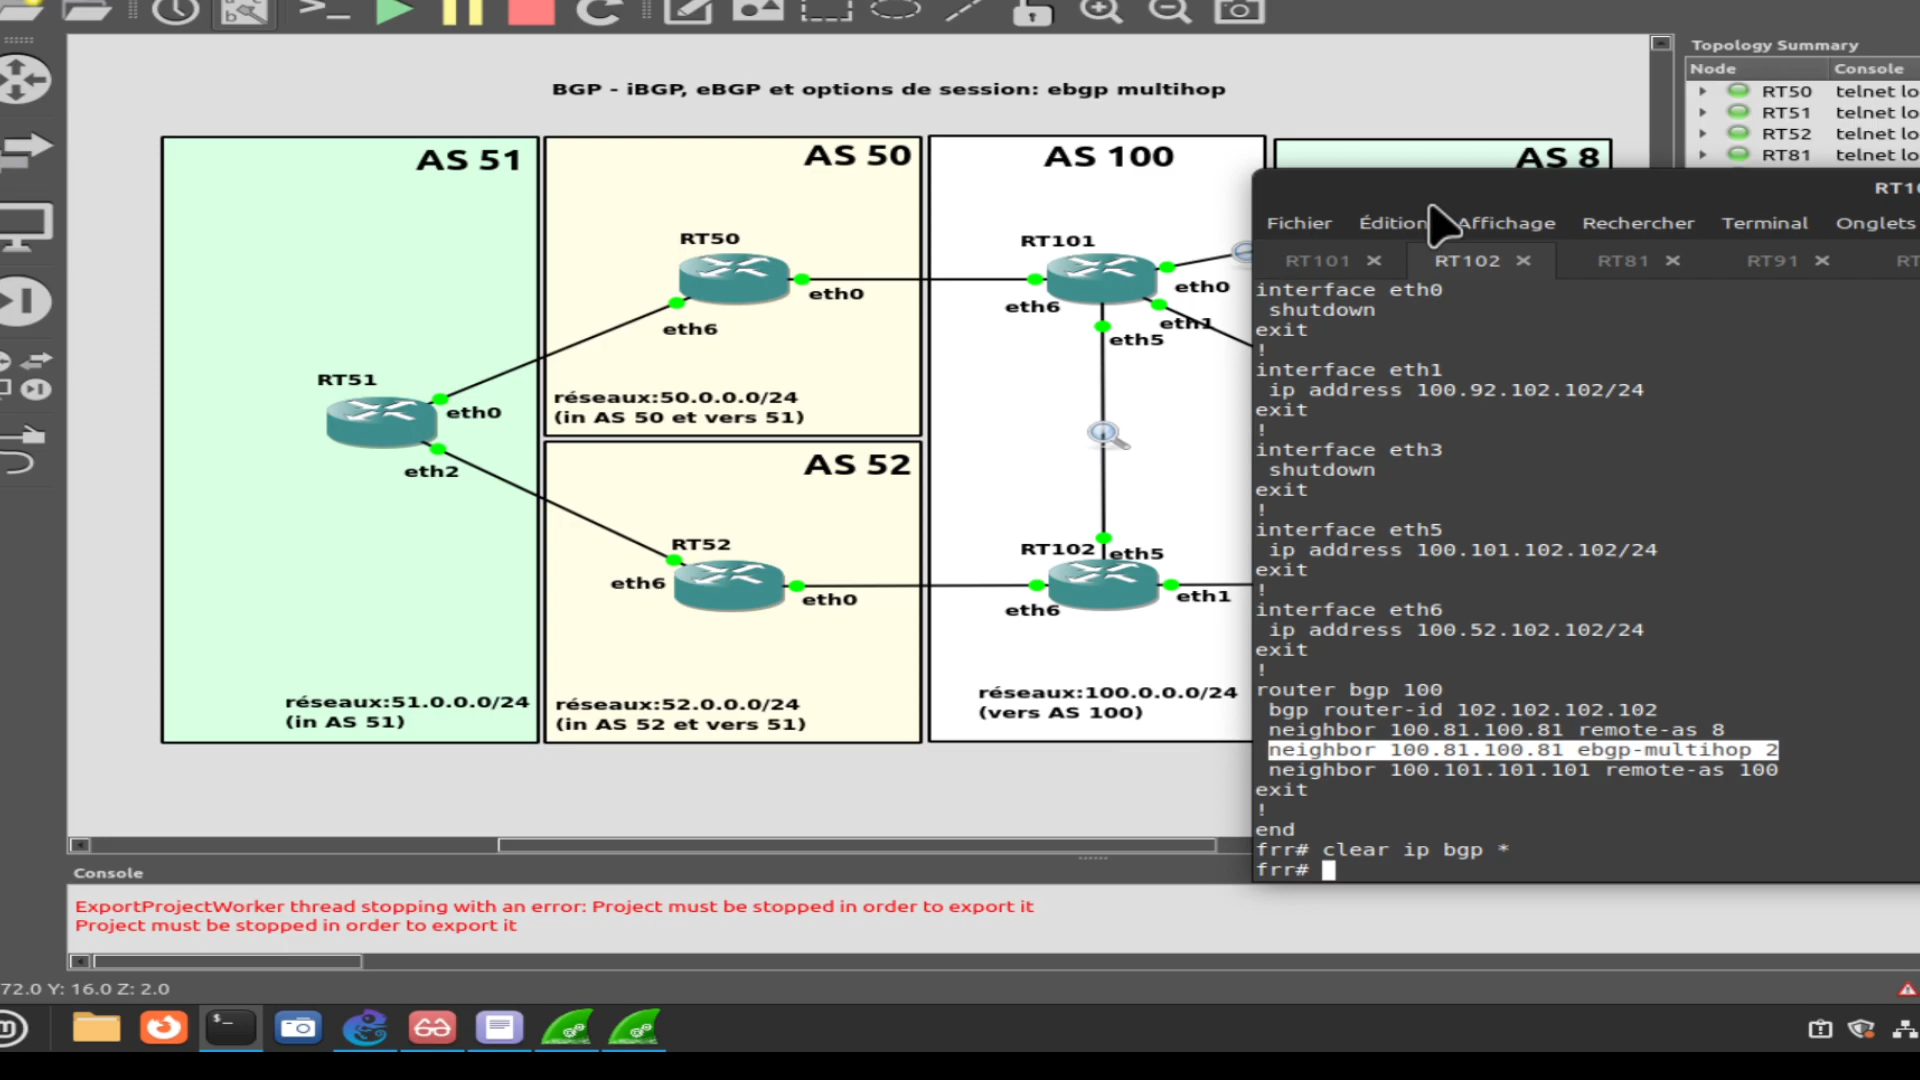 Topology Summary
Node Console
RT50 telnet lo
RT51 telnet lo
RT52 telnet lo
RT81 telnet lo
BGP - iBGP, eBGP et options de session: ebgp multihop
AS 51
AS 50
AS 100
AS 8
RT50
eth0
eth6
réseaux:50.0.0.0/24
(in AS 50 et vers 51)
RT51
eth0
eth2
réseaux:51.0.0.0/24
(in AS 51)
AS 52
RT52
eth6
eth0
réseaux:52.0.0.0/24
(in AS 52 et vers 51)
RT101
eth0
eth6
eth1
eth5
RT102
eth5
eth6
eth1
réseaux:100.0.0.0/24
(vers AS 100)
RT10
Fichier Édition Affichage Rechercher Terminal Onglets
RT101 RT102 RT81 RT91 RT
interface eth0
 shutdown
exit
!
interface eth1
 ip address 100.92.102.102/24
exit
!
interface eth3
 shutdown
exit
!
interface eth5
 ip address 100.101.102.102/24
exit
!
interface eth6
 ip address 100.52.102.102/24
exit
!
router bgp 100
 bgp router-id 102.102.102.102
 neighbor 100.81.100.81 remote-as 8
 neighbor 100.81.100.81 ebgp-multihop 2
 neighbor 100.101.101.101 remote-as 100
exit
!
end
frr# clear ip bgp *
frr#
Console
ExportProjectWorker thread stopping with an error: Project must be stopped in order to export it
Project must be stopped in order to export it
72.0 Y: 16.0 Z: 2.0